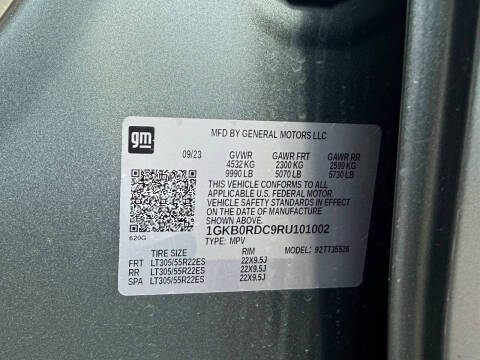 gm
MFD BY GENERAL MOTORS LLC
09/23 GVWR GAWR FRT GAWR RR
4532 KG 2300 KG 2599 KG
9990 LB 5070 LB 5730 LB
THIS VEHICLE CONFORMS TO ALL
APPLICABLE U.S. FEDERAL MOTOR
VEHICLE SAFETY STANDARDS IN EFFECT
ON THE DATE OF MANUFACTURE
SHOWN ABOVE.
1GKB0RDC9RU101002
620G
TYPE: MPV MODEL: 92TT35526
TIRE SIZE RIM
FRT LT305/55R22ES 22X9.5J
RR LT305/55R22ES 22X9.5J
SPA LT305/55R22ES 22X9.5J